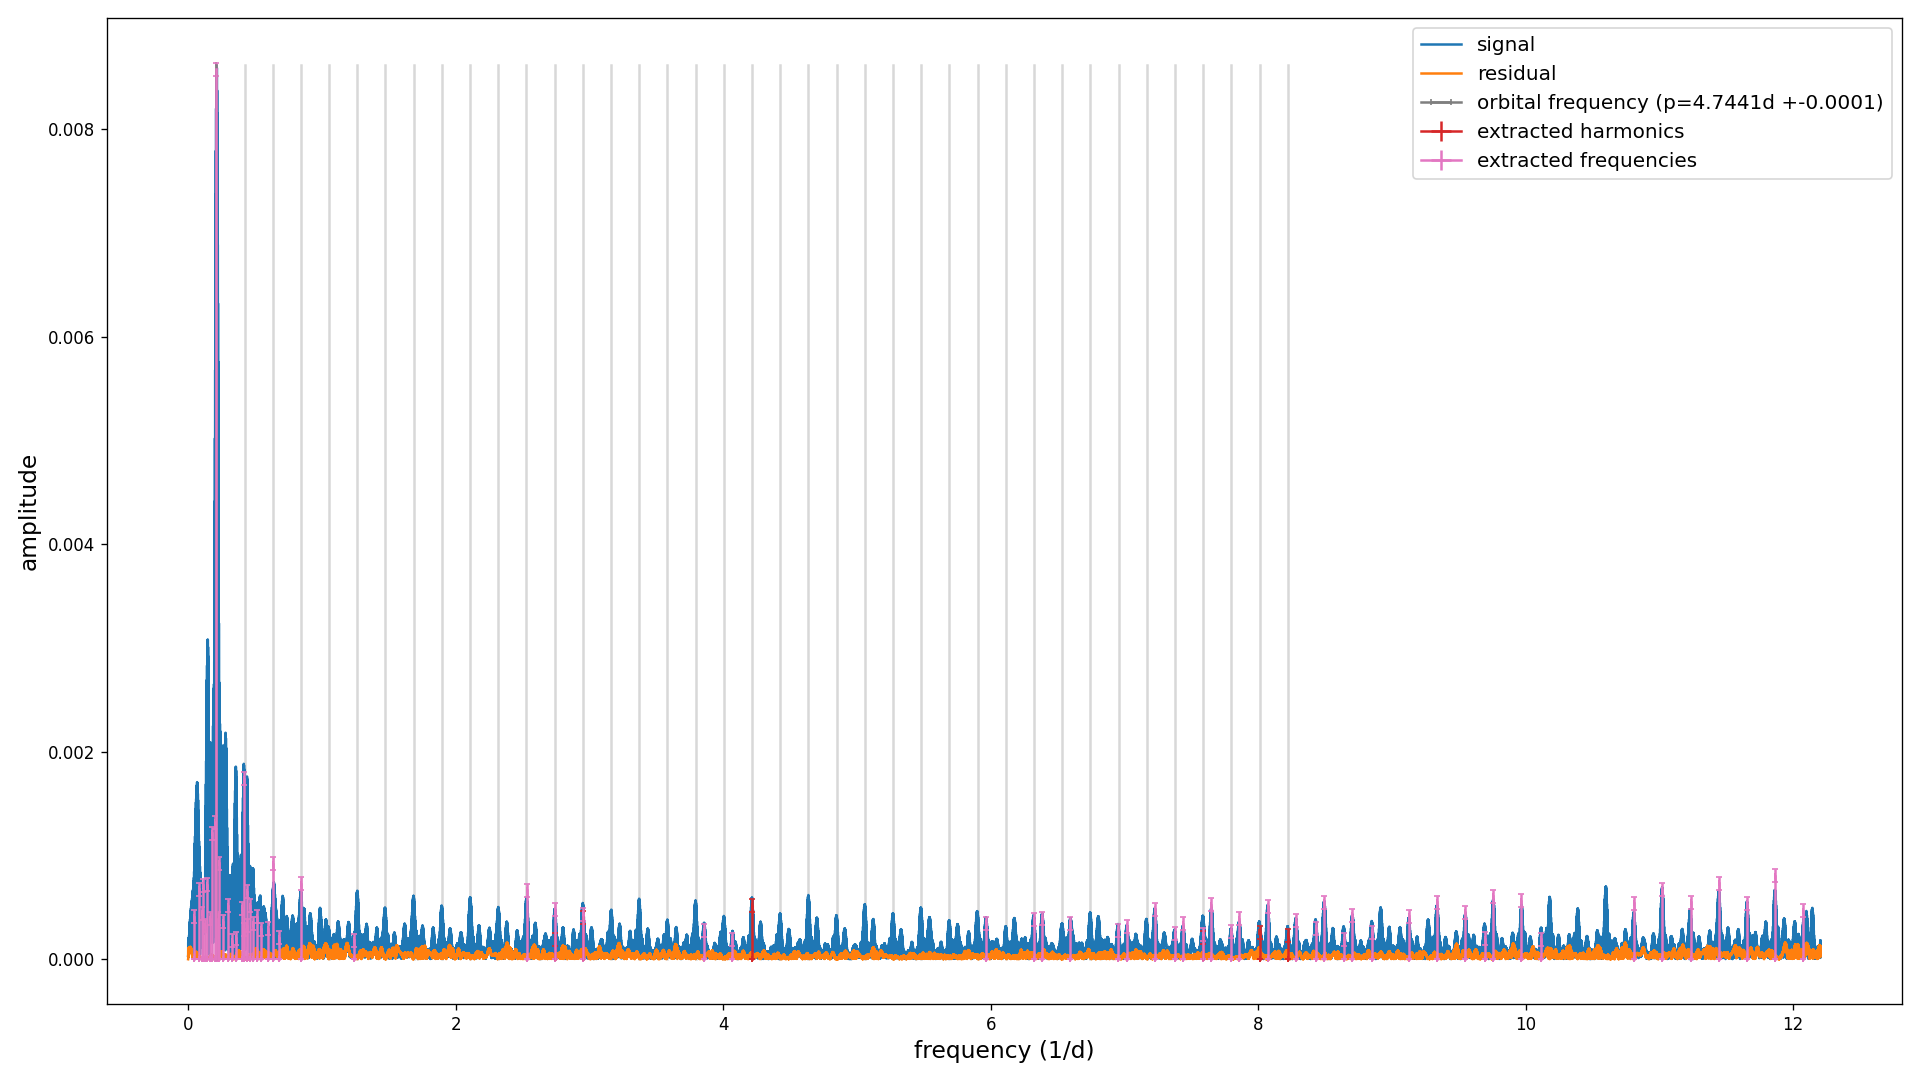 signal
residual
orbital frequency (p=4.7441d +-0.0001)
extracted harmonics
extracted frequencies
0.008
0.006
0.004
0.002
0.000
amplitude
0 2 4 6 8 10 12
frequency (1/d)